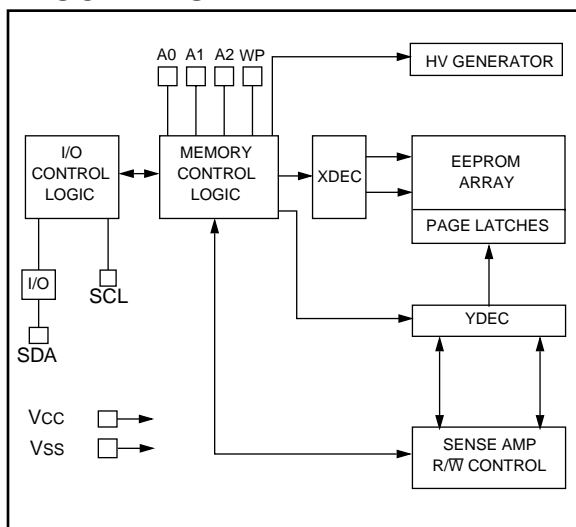 A0 A1 A2 WP
HV GENERATOR
I/O
CONTROL
LOGIC
MEMORY
CONTROL
LOGIC
XDEC
EEPROM
ARRAY
PAGE LATCHES
I/O
SCL
SDA
YDEC
VCC
VSS
SENSE AMP
R/W̅ CONTROL